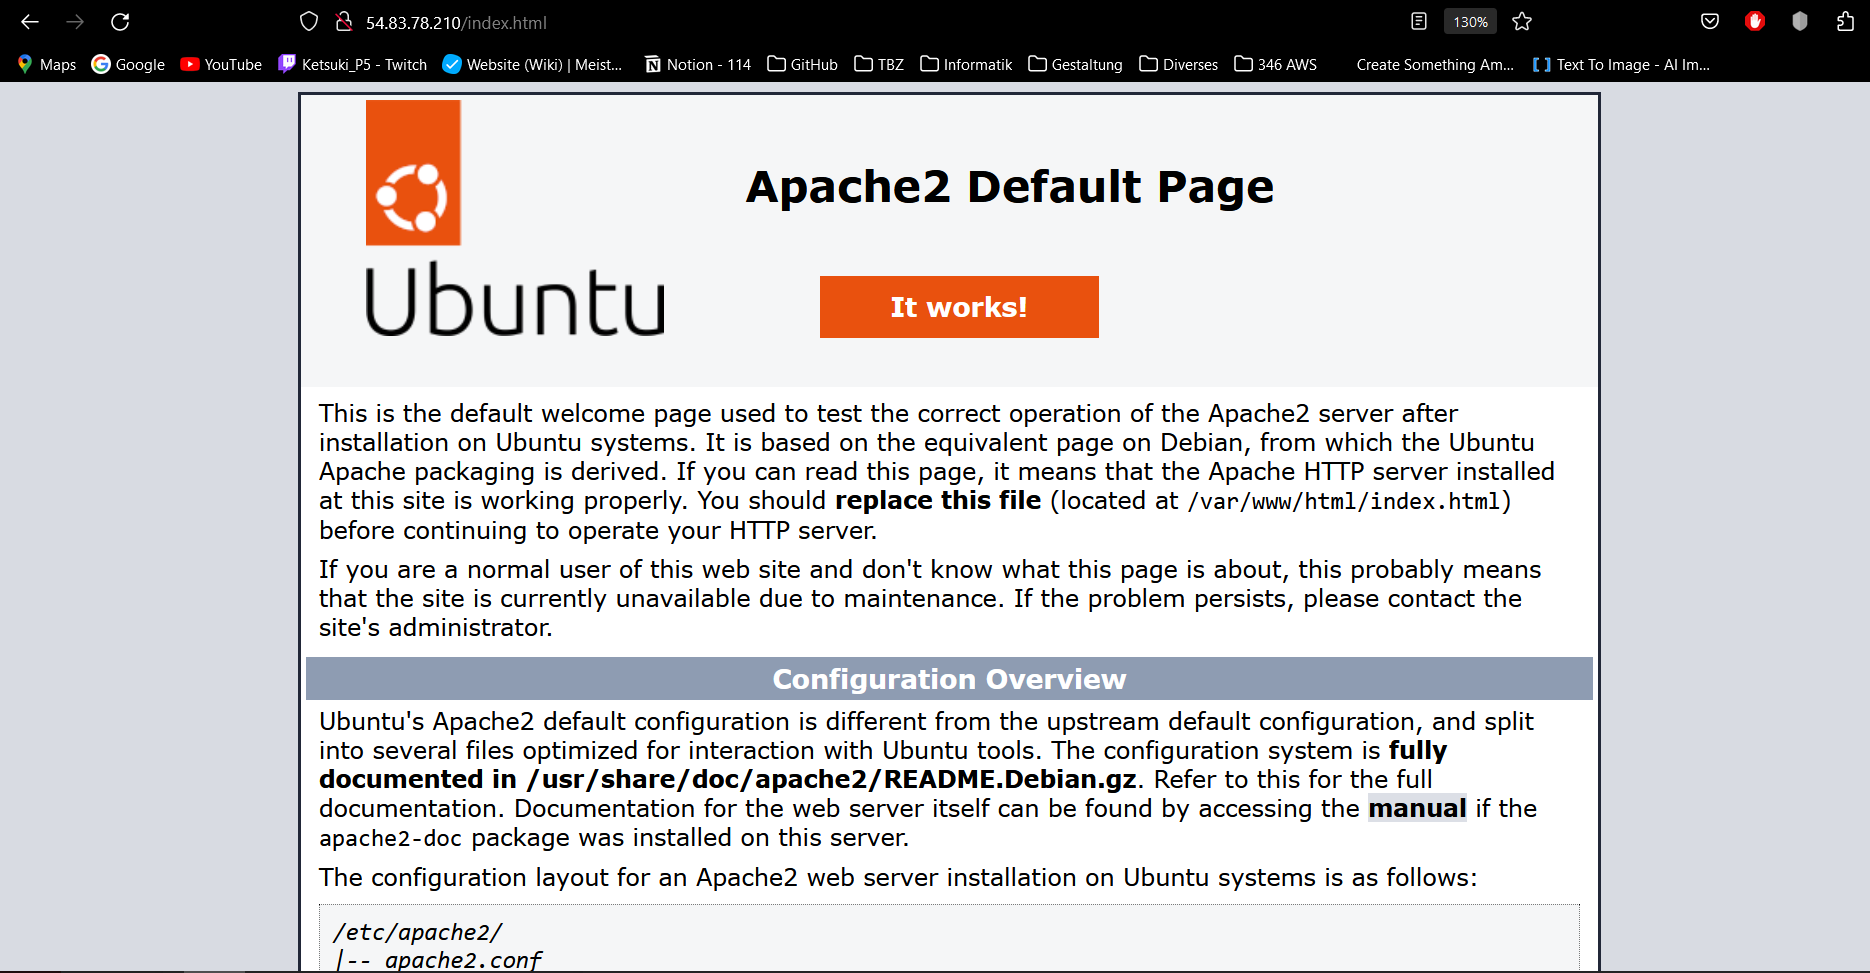 54.83.78.210/index.html
130%
Maps
Google
YouTube
Ketsuki_P5 - Twitch
Website (Wiki) | Meist...
Notion - 114
GitHub
TBZ
Informatik
Gestaltung
Diverses
346 AWS
Create Something Am...
Text To Image - AI Im...
Ubuntu
Apache2 Default Page
It works!
This is the default welcome page used to test the correct operation of the Apache2 server after
installation on Ubuntu systems. It is based on the equivalent page on Debian, from which the Ubuntu
Apache packaging is derived. If you can read this page, it means that the Apache HTTP server installed
at this site is working properly. You should replace this file (located at /var/www/html/index.html)
before continuing to operate your HTTP server.
If you are a normal user of this web site and don't know what this page is about, this probably means
that the site is currently unavailable due to maintenance. If the problem persists, please contact the
site's administrator.
Configuration Overview
Ubuntu's Apache2 default configuration is different from the upstream default configuration, and split
into several files optimized for interaction with Ubuntu tools. The configuration system is fully
documented in /usr/share/doc/apache2/README.Debian.gz. Refer to this for the full
documentation. Documentation for the web server itself can be found by accessing the manual if the
apache2-doc package was installed on this server.
The configuration layout for an Apache2 web server installation on Ubuntu systems is as follows:
/etc/apache2/
|-- apache2.conf